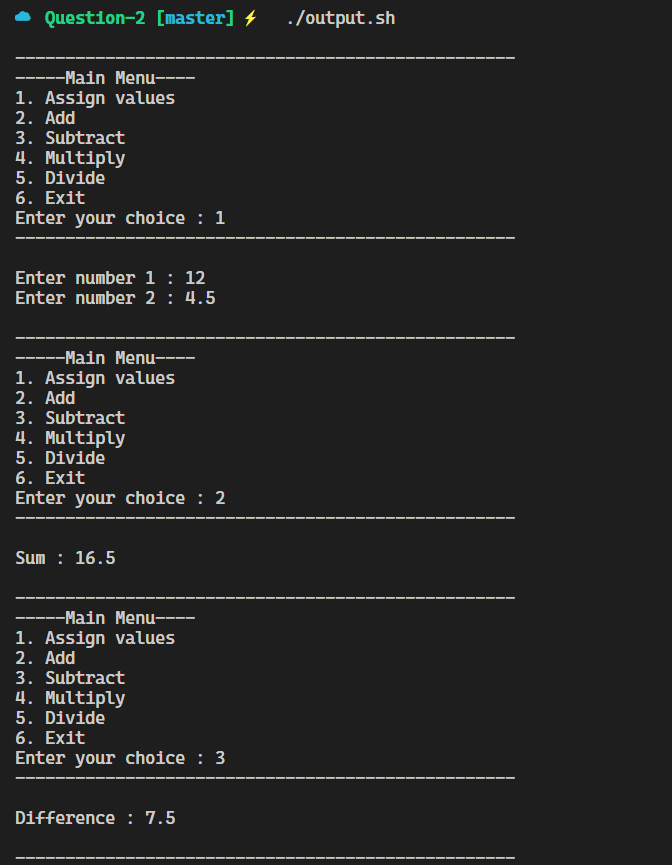 Question-2 [master] ⚡ ./output.sh
--------------------------------------------------
-----Main Menu----
1. Assign values
2. Add
3. Subtract
4. Multiply
5. Divide
6. Exit
Enter your choice : 1
--------------------------------------------------
Enter number 1 : 12
Enter number 2 : 4.5
--------------------------------------------------
-----Main Menu----
1. Assign values
2. Add
3. Subtract
4. Multiply
5. Divide
6. Exit
Enter your choice : 2
--------------------------------------------------
Sum : 16.5
--------------------------------------------------
-----Main Menu----
1. Assign values
2. Add
3. Subtract
4. Multiply
5. Divide
6. Exit
Enter your choice : 3
--------------------------------------------------
Difference : 7.5
--------------------------------------------------